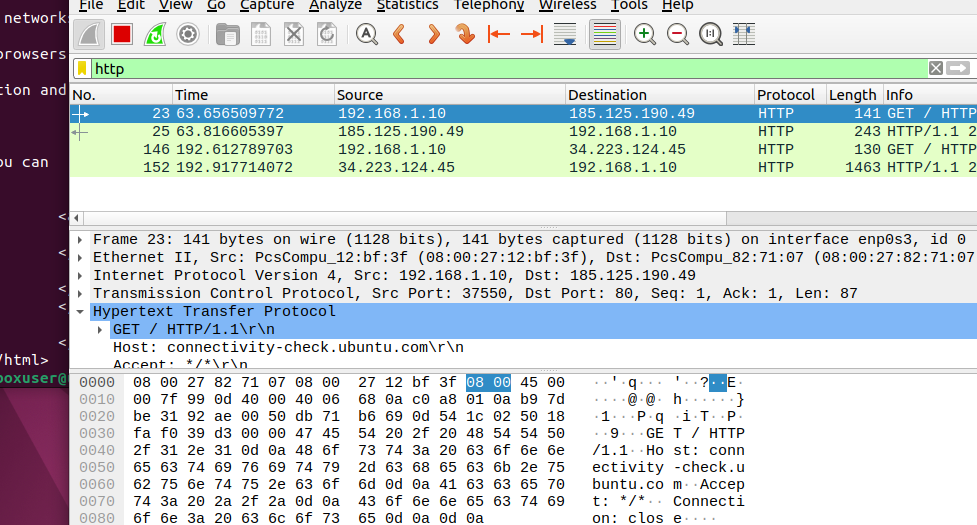 File Edit View Go Capture Analyze Statistics Telephony Wireless Tools Help
network
browsers
tion and
ou can
<
<
<
<
<
/html>
boxuser@
http
No. Time Source Destination Protocol Length Info
23 63.656509772 192.168.1.10 185.125.190.49 HTTP 141 GET / HTTP
25 63.816605397 185.125.190.49 192.168.1.10 HTTP 243 HTTP/1.1 2
146 192.612789703 192.168.1.10 34.223.124.45 HTTP 130 GET / HTTP
152 192.917714072 34.223.124.45 192.168.1.10 HTTP 1463 HTTP/1.1 2
Frame 23: 141 bytes on wire (1128 bits), 141 bytes captured (1128 bits) on interface enp0s3, id 0
Ethernet II, Src: PcsCompu_12:bf:3f (08:00:27:12:bf:3f), Dst: PcsCompu_82:71:07 (08:00:27:82:71:07
Internet Protocol Version 4, Src: 192.168.1.10, Dst: 185.125.190.49
Transmission Control Protocol, Src Port: 37550, Dst Port: 80, Seq: 1, Ack: 1, Len: 87
Hypertext Transfer Protocol
GET / HTTP/1.1\r\n
Host: connectivity-check.ubuntu.com\r\n
Accept: */*\r\n
0000 08 00 27 82 71 07 08 00 27 12 bf 3f 08 00 45 00 ··'·q··· '··?··E·
0010 00 7f 99 0d 40 00 40 06 68 0a c0 a8 01 0a b9 7d ····@·@· h······}
0020 be 31 92 ae 00 50 db 71 b6 69 0d 54 1c 02 50 18 ·1···P·q ·i·T··P·
0030 fa f0 39 d3 00 00 47 45 54 20 2f 20 48 54 54 50 ··9···GE T / HTTP
0040 2f 31 2e 31 0d 0a 48 6f 73 74 3a 20 63 6f 6e 6e /1.1··Ho st: conn
0050 65 63 74 69 76 69 74 79 2d 63 68 65 63 6b 2e 75 ectivity -check.u
0060 62 75 6e 74 75 2e 63 6f 6d 0d 0a 41 63 63 65 70 buntu.co m··Accep
0070 74 3a 20 2a 2f 2a 0d 0a 43 6f 6e 6e 65 63 74 69 t: */*·· Connecti
0080 6f 6e 3a 20 63 6c 6f 73 65 0d 0a 0d 0a on: clos e····